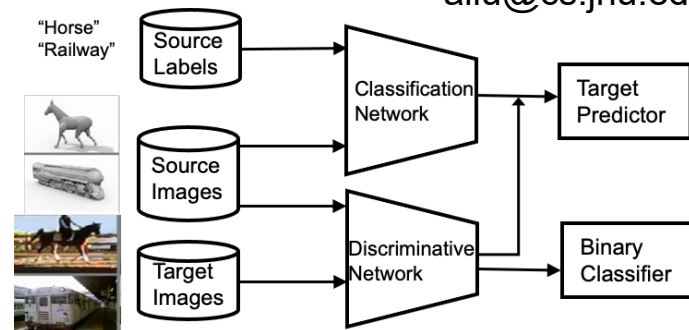 “Horse”
“Railway”
Source
Labels
Classification
Network
Target
Predictor
Source
Images
Discriminative
Network
Binary
Classifier
Target
Images